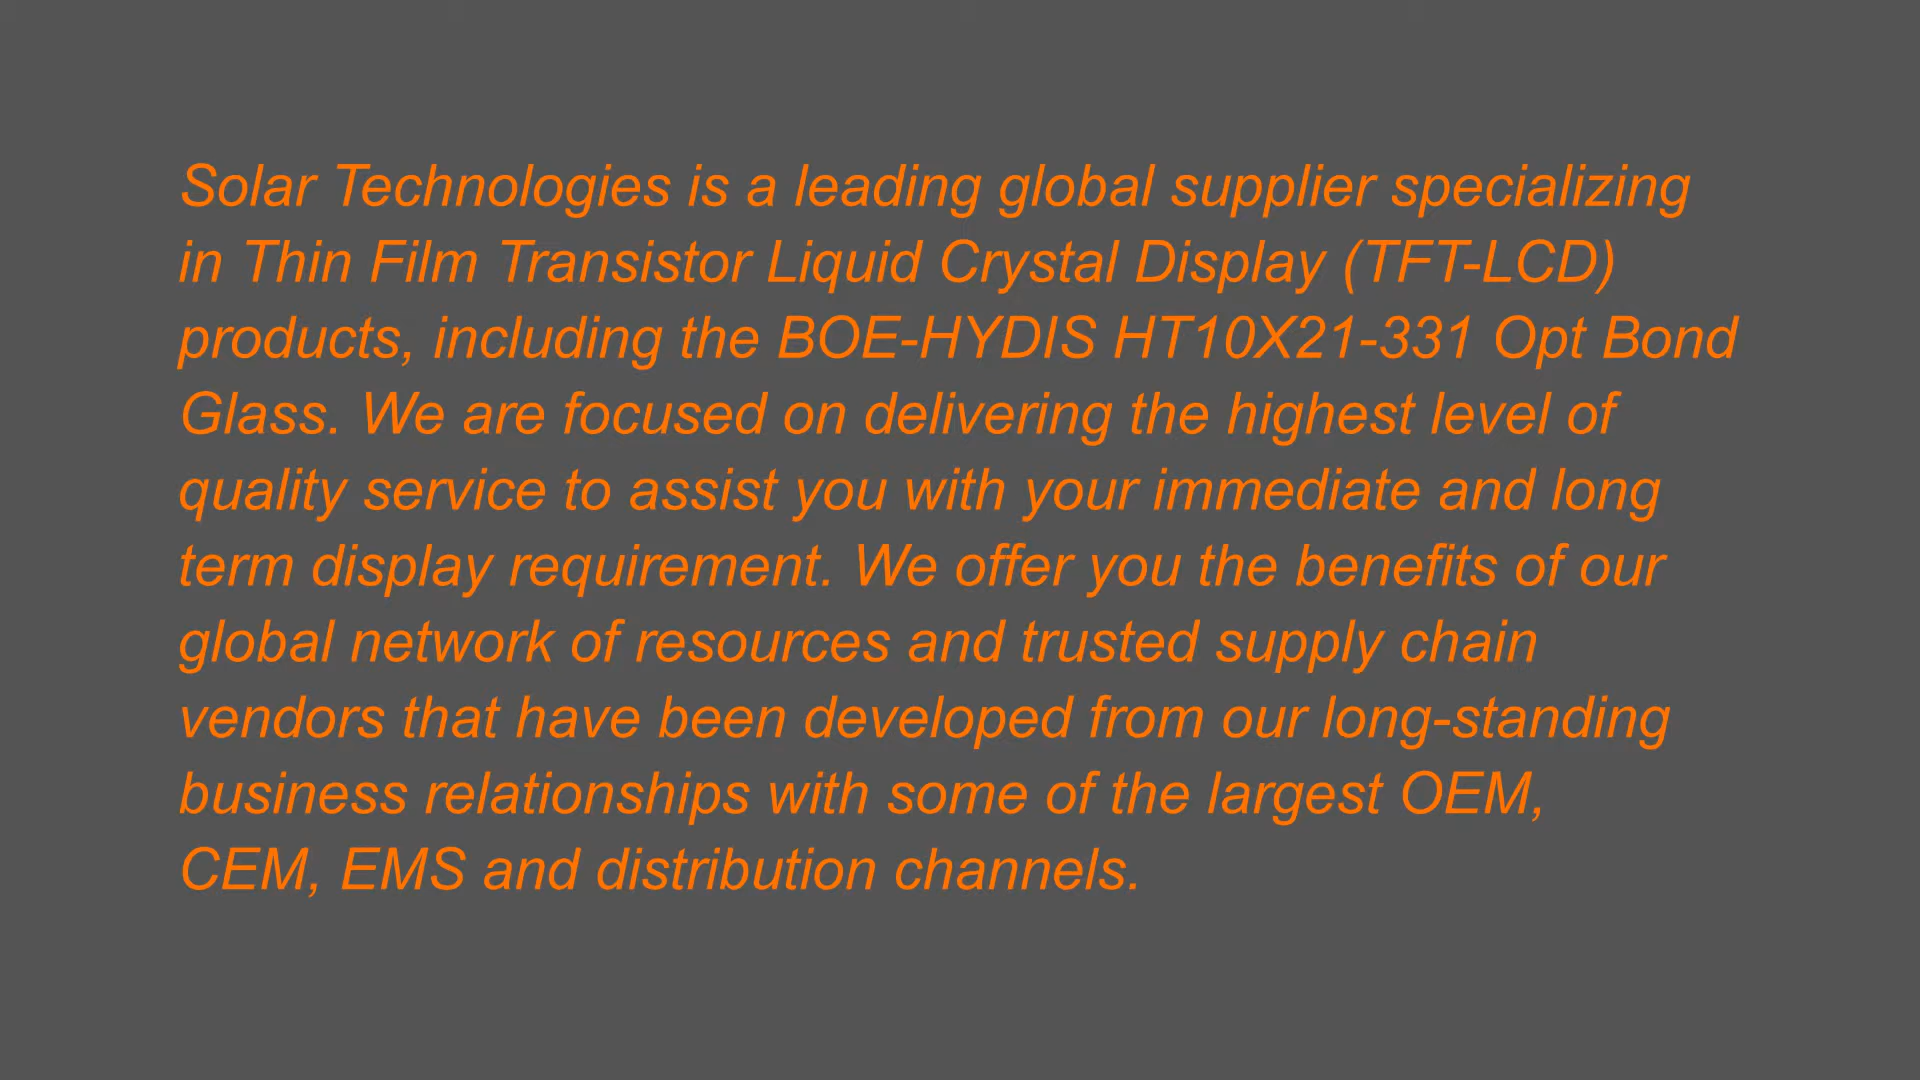 Solar Technologies is a leading global supplier specializing
in Thin Film Transistor Liquid Crystal Display (TFT-LCD)
products, including the BOE-HYDIS HT10X21-331 Opt Bond
Glass. We are focused on delivering the highest level of
quality service to assist you with your immediate and long
term display requirement. We offer you the benefits of our
global network of resources and trusted supply chain
vendors that have been developed from our long-standing
business relationships with some of the largest OEM,
CEM, EMS and distribution channels.